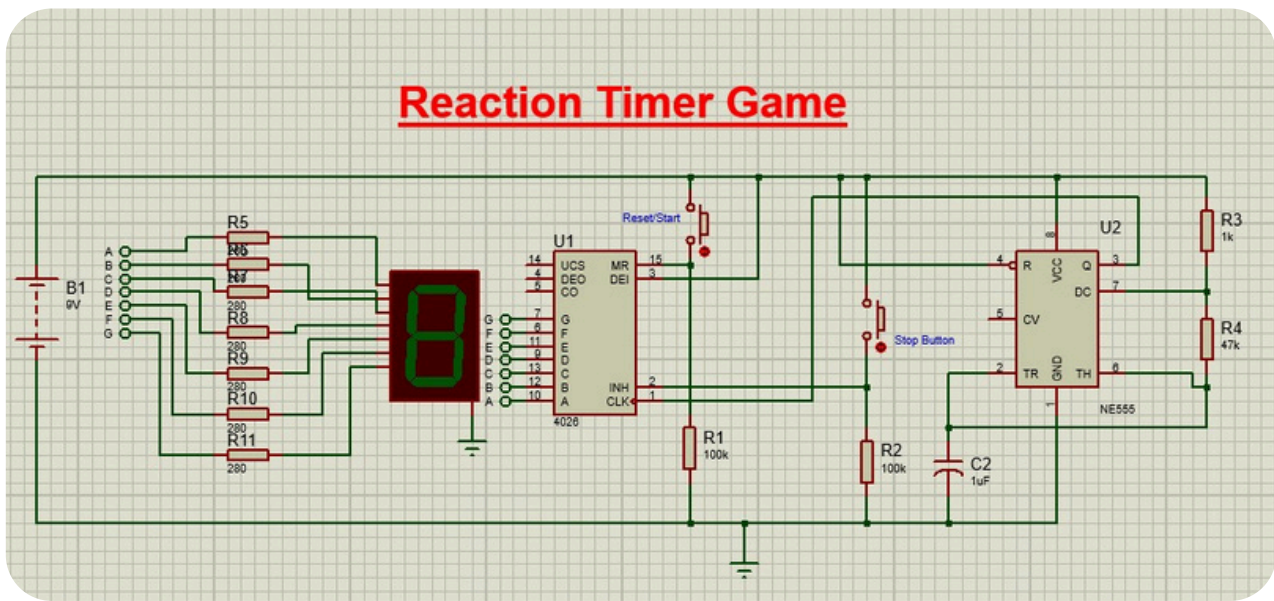 Reaction Timer Game
B1
9V
A
B
C
D
E
F
G
R5
R6
R7
280
R8
280
R9
280
R10
280
R11
280
G
F
E
D
C
B
A
U1
14 UCS
4 DEO
5 CO
7 G
6 F
11 E
9 D
13 C
12 B
10 A
MR 15
DEI 3
INH 2
CLK 1
4026
Reset/Start
R1
100k
Stop Button
R2
100k
U2
4 R
5 CV
2 TR
8 VCC
GND 1
Q 3
DC 7
TH 6
NE555
C2
1uF
R3
1k
R4
47k